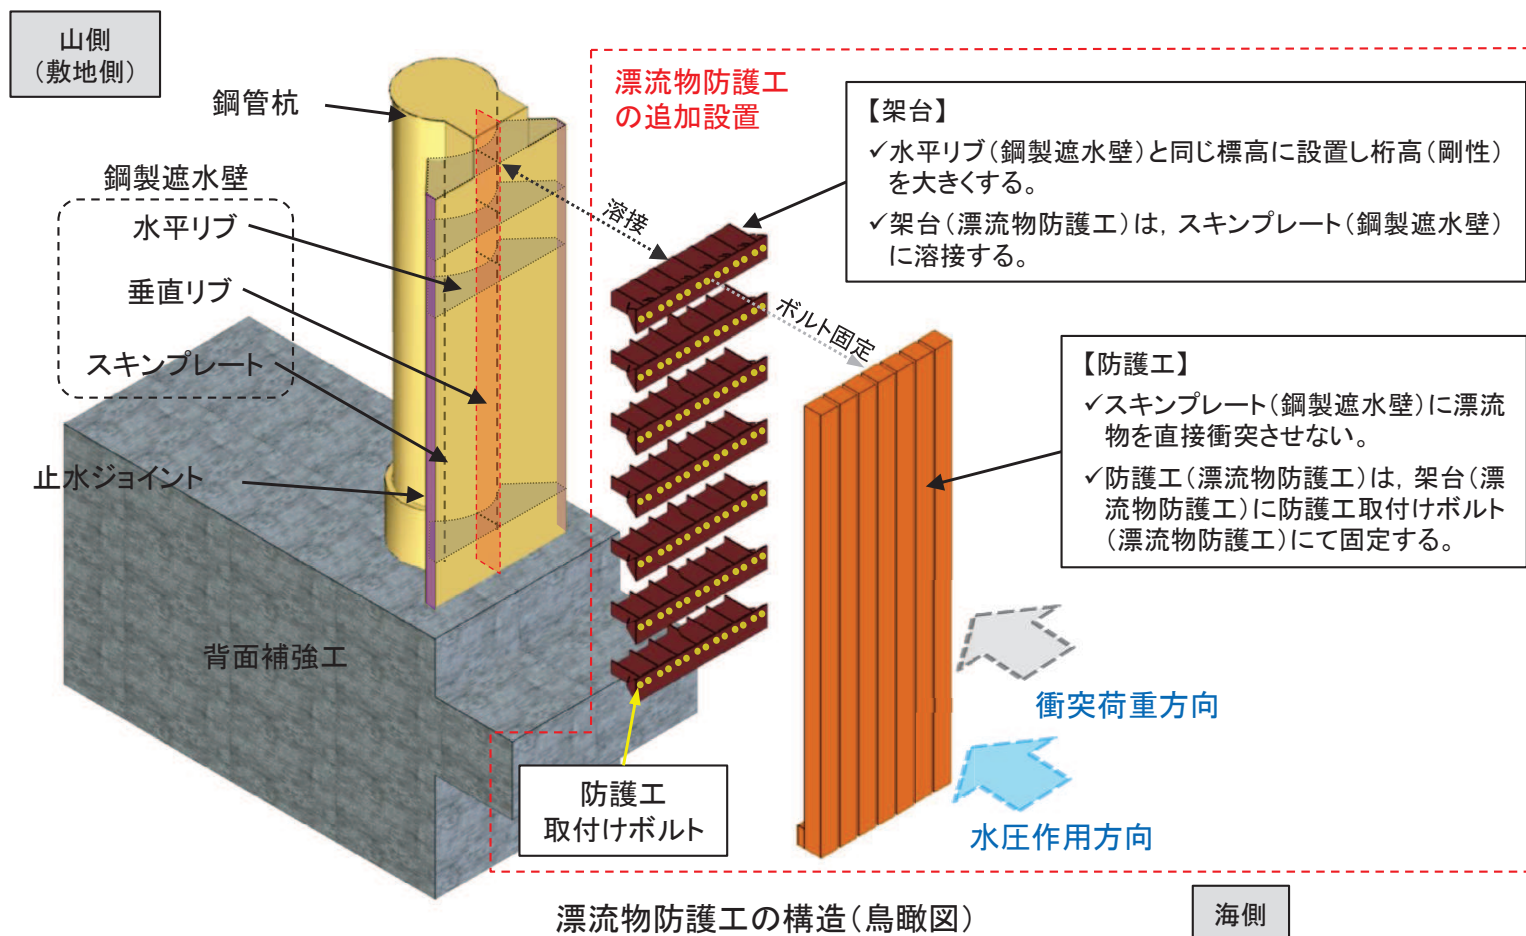 山側
(敷地側)
鋼管杭
鋼製遮水壁
水平リブ
垂直リブ
スキンプレート
止水ジョイント
背面補強工
漂流物防護工
の追加設置
溶接
ボルト固定
【架台】
✓水平リブ(鋼製遮水壁)と同じ標高に設置し桁高(剛性)
を大きくする。
✓架台(漂流物防護工)は,スキンプレート(鋼製遮水壁)
に溶接する。
【防護工】
✓スキンプレート(鋼製遮水壁)に漂流
物を直接衝突させない。
✓防護工(漂流物防護工)は,架台(漂
流物防護工)に防護工取付けボルト
(漂流物防護工)にて固定する。
衝突荷重方向
水圧作用方向
防護工
取付けボルト
漂流物防護工の構造(鳥瞰図)
海側